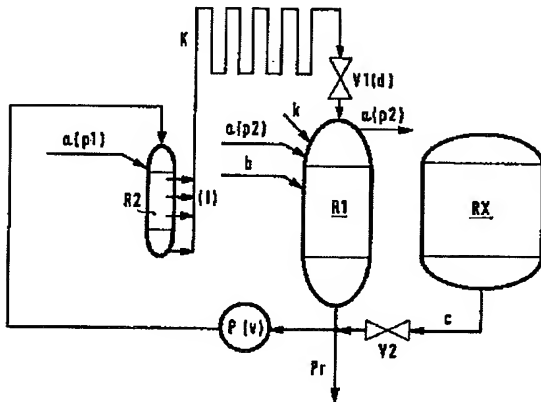 K
V1(d)
k
a(p2)
a(p1)
a(p2)
b
R2
(l)
R1
RX
P(v)
V2
c
Pr